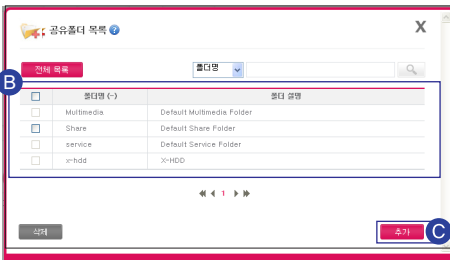 공유폴더 목록 ?
X
전체 목록
폴더명
B
폴더명 (-)
폴더 설명
Multimedia
Default Multimedia Folder
Share
Default Share Folder
service
Default Service Folder
x-hdd
X-HDD
1
삭제
추가
C